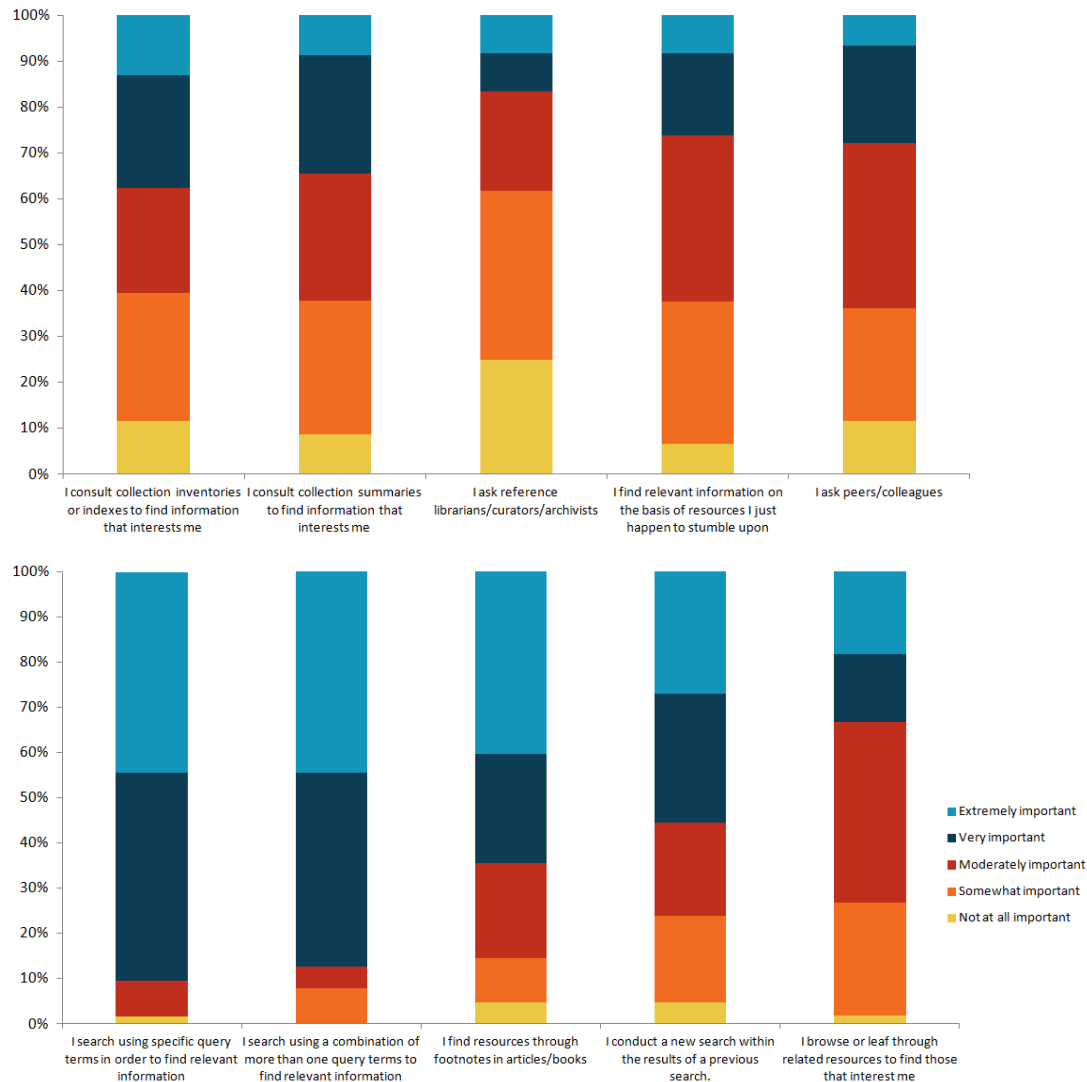 100%
90%
80%
70%
60%
50%
40%
30%
20%
10%
0%
I consult collection inventories
or indexes to find information
that interests me
I consult collection summaries
to find information that
interests me
I ask reference
librarians/curators/archivists
I find relevant information on
the basis of resources I just
happen to stumble upon
I ask peers/colleagues
100%
90%
80%
70%
60%
50%
40%
30%
20%
10%
0%
I search using specific query
terms in order to find relevant
information
I search using a combination of
more than one query terms to
find relevant information
I find resources through
footnotes in articles/books
I conduct a new search within
the results of a previous
search.
I browse or leaf through
related resources to find those
that interest me
Extremely important
Very important
Moderately important
Somewhat important
Not at all important